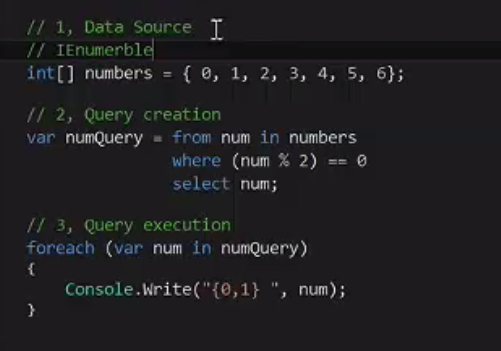 // 1, Data Source
// IEnumerble
int[] numbers = { 0, 1, 2, 3, 4, 5, 6};
// 2, Query creation
var numQuery = from num in numbers
where (num % 2) == 0
select num;
// 3, Query execution
foreach (var num in numQuery)
{
Console.Write("{0,1} ", num);
}